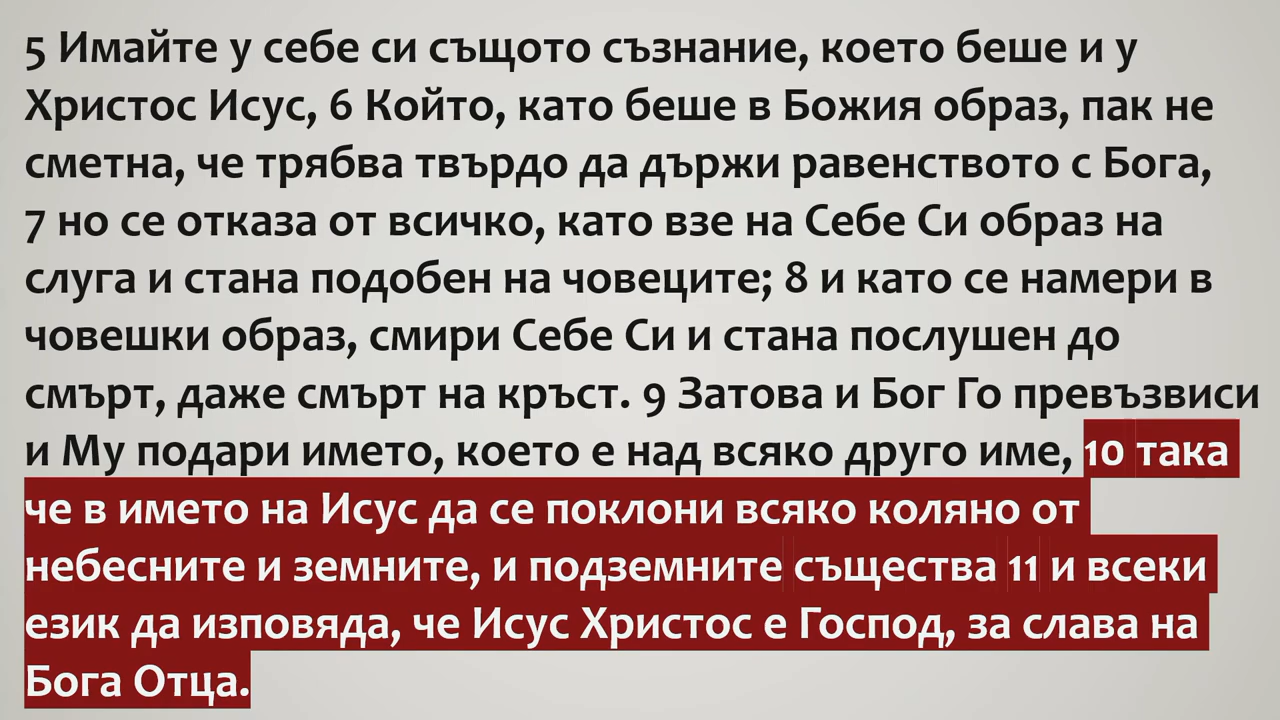 5 Имайте у себе си същото съзнание, което беше и у
Христос Исус, 6 Който, като беше в Божия образ, пак не
сметна, че трябва твърдо да държи равенството с Бога,
7 но се отказа от всичко, като взе на Себе Си образ на
слуга и стана подобен на човеците; 8 и като се намери в
човешки образ, смири Себе Си и стана послушен до
смърт, даже смърт на кръст. 9 Затова и Бог Го превъзвиси
и Му подари името, което е над всяко друго име, 10 така
че в името на Исус да се поклони всяко коляно от
небесните и земните, и подземните същества 11 и всеки
език да изповяда, че Исус Христос е Господ, за слава на
Бога Отца.